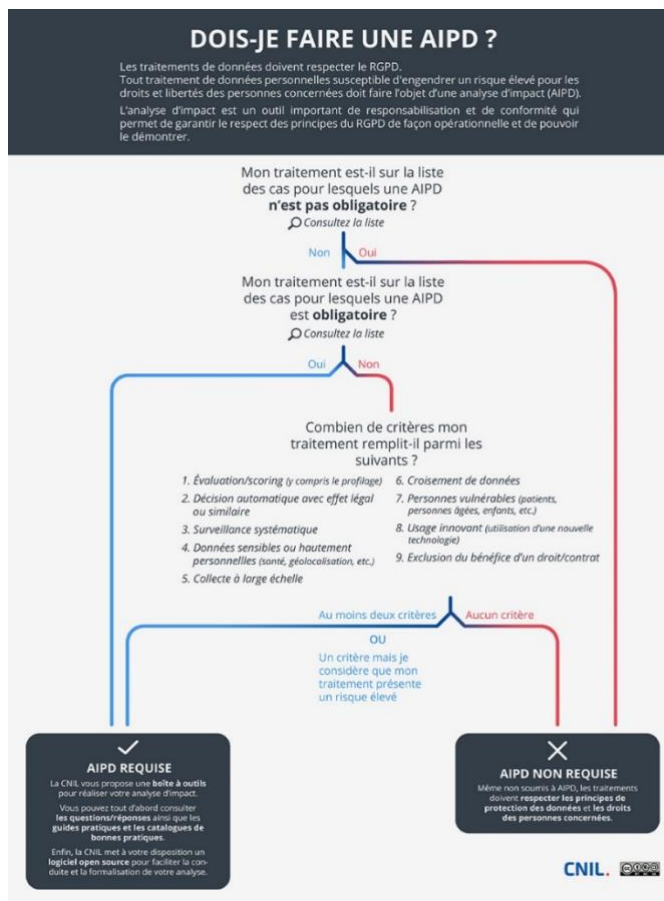 DOIS-JE FAIRE UNE AIPD ?
Les traitements de données doivent respecter le RGPD.
Tout traitement de données personnelles susceptible d'engendrer un risque élevé pour les
droits et libertés des personnes concernées doit faire l'objet d'une analyse d'impact (AIPD).
L'analyse d'impact est un outil important de responsabilisation et de conformité qui
permet de garantir le respect des principes du RGPD de façon opérationnelle et de pouvoir
le démontrer.
Mon traitement est-il sur la liste
des cas pour lesquels une AIPD
n'est pas obligatoire ?
Consultez la liste
Non
Oui
Mon traitement est-il sur la liste
des cas pour lesquels une AIPD
est obligatoire ?
Consultez la liste
Oui
Non
Combien de critères mon
traitement remplit-il parmi les
suivants ?
1. Évaluation/scoring (y compris le profilage)
2. Décision automatique avec effet légal
ou similaire
3. Surveillance systématique
4. Données sensibles ou hautement
personnelles (santé, géolocalisation, etc.)
5. Collecte à large échelle
6. Croisement de données
7. Personnes vulnérables (patients,
personnes âgées, enfants, etc.)
8. Usage innovant (utilisation d'une nouvelle
technologie)
9. Exclusion du bénéfice d'un droit/contrat
Au moins deux critères
Aucun critère
OU
Un critère mais je
considère que mon
traitement présente
un risque élevé
AIPD REQUISE
La CNIL vous propose une boîte à outils
pour réaliser votre analyse d'impact.
Vous pouvez tout d'abord consulter
les questions/réponses ainsi que les
guides pratiques et les catalogues de
bonnes pratiques.
Enfin, la CNIL met à votre disposition un
logiciel open source pour faciliter la con-
duite et la formalisation de votre analyse.
AIPD NON REQUISE
Même non soumis à AIPD, les traitements
doivent respecter les principes de
protection des données et les droits
des personnes concernées.
CNIL.